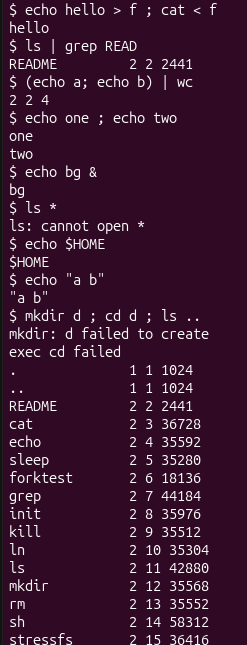 $ echo hello > f ; cat < f
hello
$ ls | grep READ
README         2 2 2441
$ (echo a; echo b) | wc
2 2 4
$ echo one ; echo two
one
two
$ echo bg &
bg
$ ls *
ls: cannot open *
$ echo $HOME
$HOME
$ echo "a b"
"a b"
$ mkdir d ; cd d ; ls ..
mkdir: d failed to create
exec cd failed
.              1 1 1024
..             1 1 1024
README         2 2 2441
cat            2 3 36728
echo           2 4 35592
sleep          2 5 35280
forktest       2 6 18136
grep           2 7 44184
init           2 8 35976
kill           2 9 35512
ln             2 10 35304
ls             2 11 42880
mkdir          2 12 35568
rm             2 13 35552
sh             2 14 58312
stressfs       2 15 36416